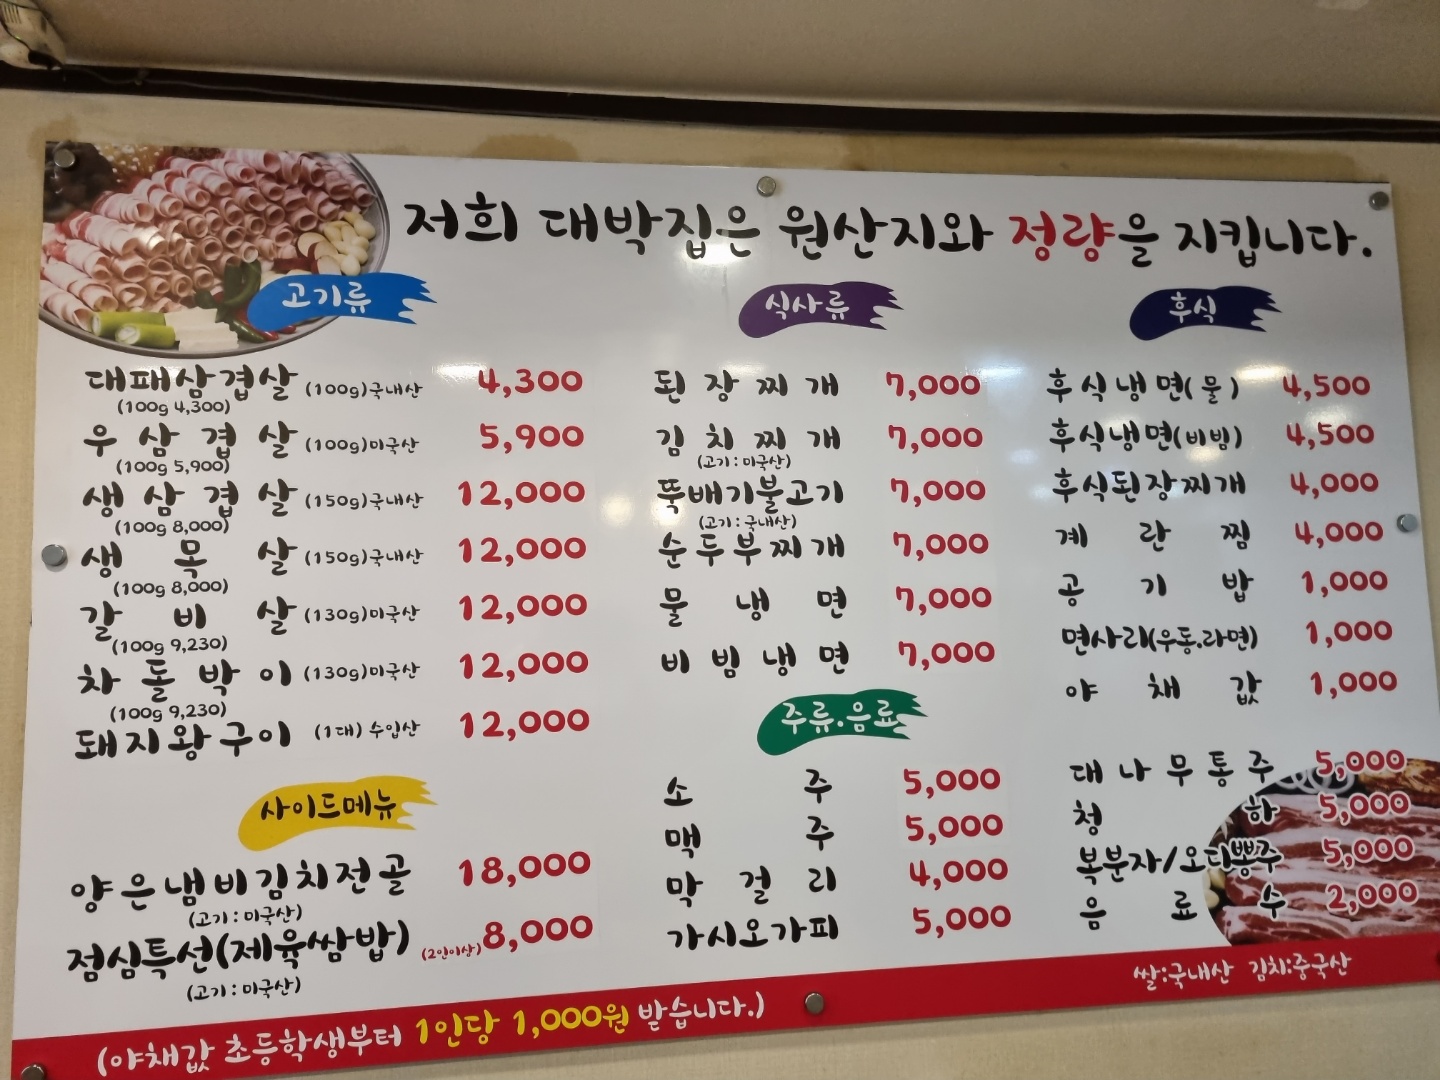 저희 대박집은 원산지와 정량을 지킵니다.
고기류
대패삼겹살 (100g)국내산 4,300
(100g 4,300)
우삼겹살 (100g)미국산 5,900
(100g 5,900)
생삼겹살 (150g)국내산 12,000
(100g 8,000)
생목살 (150g)국내산 12,000
(100g 8,000)
갈비살 (130g)미국산 12,000
(100g 9,230)
차돌박이 (130g)미국산 12,000
(100g 9,230)
돼지왕구이 (1대) 수입산 12,000
사이드메뉴
양은냄비김치전골 18,000
(고기:미국산)
점심특선(제육쌈밥) (2인이상) 8,000
(고기:미국산)
식사류
된장찌개 7,000
김치찌개 7,000
(고기:미국산)
뚝배기불고기 7,000
(고기:국내산)
순두부찌개 7,000
물냉면 7,000
비빔냉면 7,000
주류.음료
소주 5,000
맥주 5,000
막걸리 4,000
가시오가피 5,000
후식
후식냉면(물) 4,500
후식냉면(비빔) 4,500
후식된장찌개 4,000
계란찜 4,000
공기밥 1,000
면사리(우동.라면) 1,000
야채값 1,000
대나무통주 5,000
청하 5,000
복분자/오디뽕주 5,000
음료수 2,000
쌀:국내산 김치:중국산
(야채값 초등학생부터 1인당 1,000원 받습니다.)